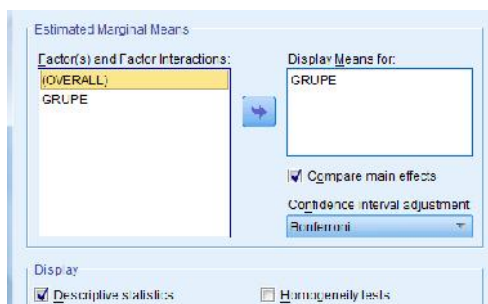 Estimated Marginal Means
Factor(s) and Factor Interactions:
(OVERALL)
GRUPE
Display Means for:
GRUPE
Compare main effects
Confidence interval adjustment
Bonferroni
Display
Descriptive statistics
Homogeneity tests